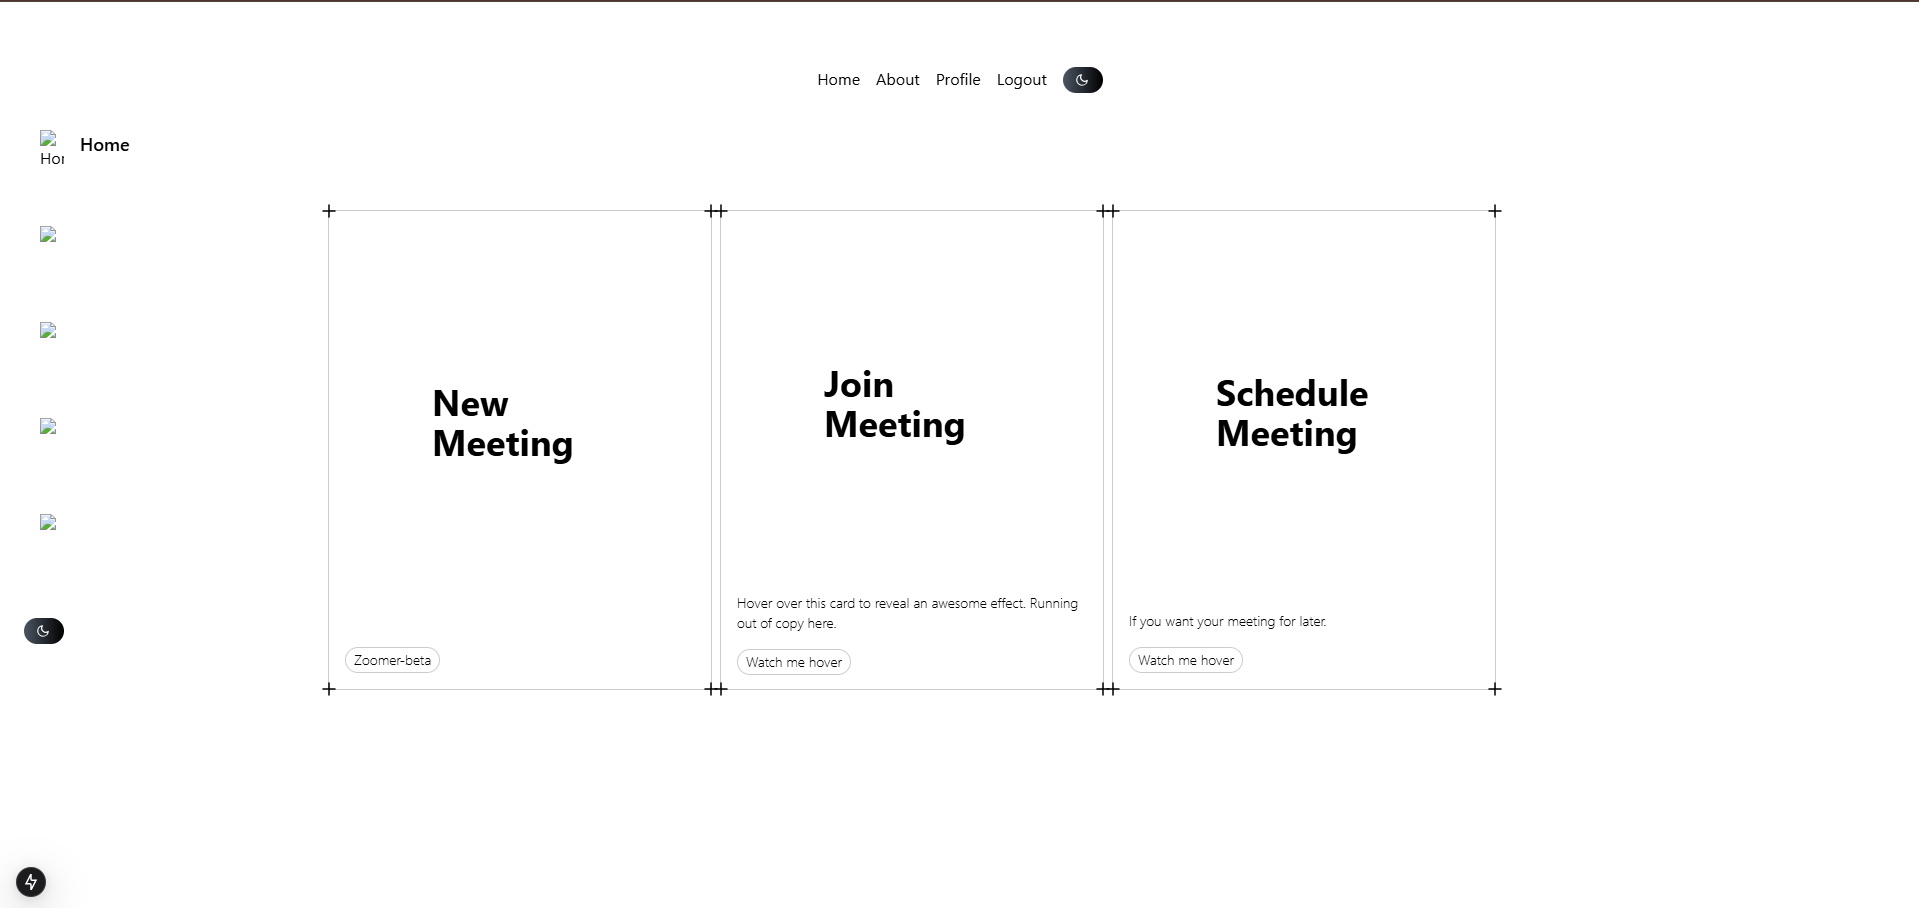 Home About Profile Logout
Hor
Home
New
Meeting
Zoomer-beta
Join
Meeting
Hover over this card to reveal an awesome effect. Running
out of copy here.
Watch me hover
Schedule
Meeting
If you want your meeting for later.
Watch me hover